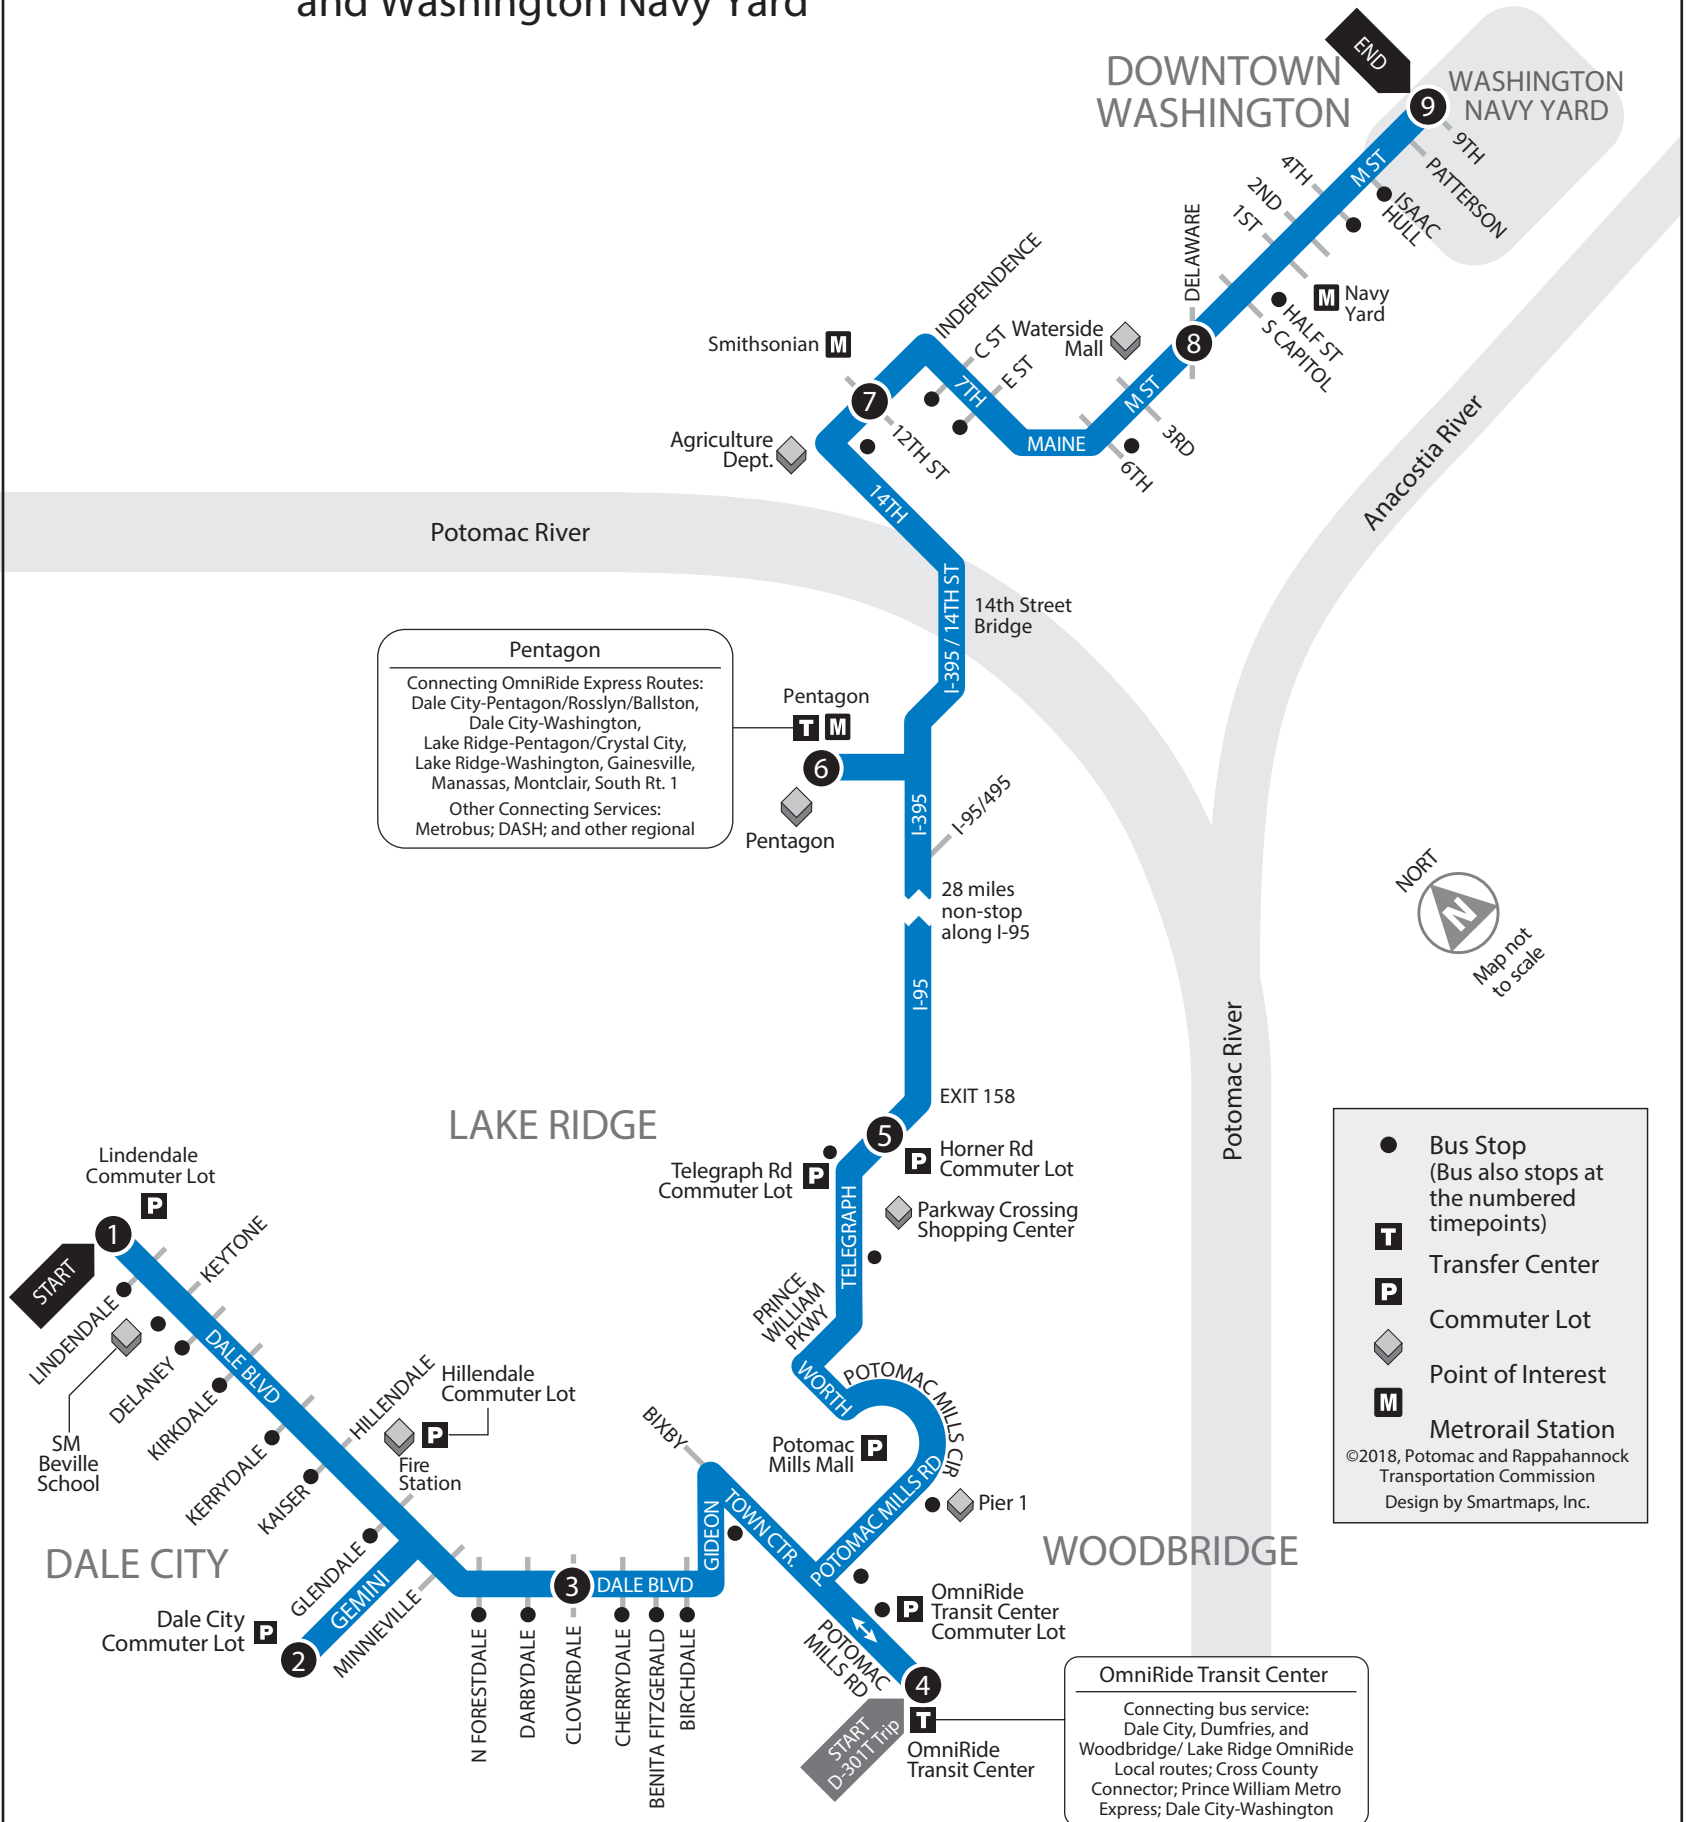 and Washington Navy Yard
END
DOWNTOWN
WASHINGTON
WASHINGTON
NAVY YARD
9
9TH
PATTERSON
M ST
4TH
2ND
1ST
ISAAC
HULL
DELAWARE
Navy
Yard
M
HALF ST
S CAPITOL
8
Waterside
Mall
M ST
3RD
6TH
MAINE
INDEPENDENCE
C ST
E ST
7TH
Smithsonian
M
7
12TH ST
Agriculture
Dept.
14TH
Potomac River
Anacostia River
I-395 / 14TH ST
14th Street
Bridge
Pentagon
Connecting OmniRide Express Routes:
Dale City-Pentagon/Rosslyn/Ballston,
Dale City-Washington,
Lake Ridge-Pentagon/Crystal City,
Lake Ridge-Washington, Gainesville,
Manassas, Montclair, South Rt. 1
Other Connecting Services:
Metrobus; DASH; and other regional
Pentagon
T M
6
Pentagon
I-395
I-95/495
28 miles
non-stop
along I-95
I-95
NORT
N
Map not
to scale
Potomac River
EXIT 158
LAKE RIDGE
5
P
Horner Rd
Commuter Lot
Telegraph Rd
Commuter Lot
P
Parkway Crossing
Shopping Center
TELEGRAPH
PRINCE
WILLIAM
PKWY
WORTH
POTOMAC MILLS CIR
Potomac
Mills Mall
P
POTOMAC MILLS RD
Pier 1
Lindendale
Commuter Lot
P
1
START
LINDENDALE
KEYTONE
SM
Beville
School
DELANEY
DALE BLVD
KIRKDALE
KERRYDALE
HILLENDALE
Hillendale
Commuter Lot
P
Fire
Station
KAISER
GLENDALE
DALE CITY
GEMINI
MINNIEVILLE
Dale City
Commuter Lot
P
2
3
DALE BLVD
N FORESTDALE
DARBYDALE
CLOVERDALE
CHERRYDALE
BENITA FITZGERALD
BIRCHDALE
BIXBY
GIDEON
TOWN CTR.
WOODBRIDGE
P
OmniRide
Transit Center
Commuter Lot
POTOMAC
MILLS RD
4
START
D-301T Trip
T
OmniRide
Transit Center
OmniRide Transit Center
Connecting bus service:
Dale City, Dumfries, and
Woodbridge/ Lake Ridge OmniRide
Local routes; Cross County
Connector; Prince William Metro
Express; Dale City-Washington
Bus Stop
(Bus also stops at
the numbered
timepoints)
T
Transfer Center
P
Commuter Lot
Point of Interest
M
Metrorail Station
©2018, Potomac and Rappahannock
Transportation Commission
Design by Smartmaps, Inc.